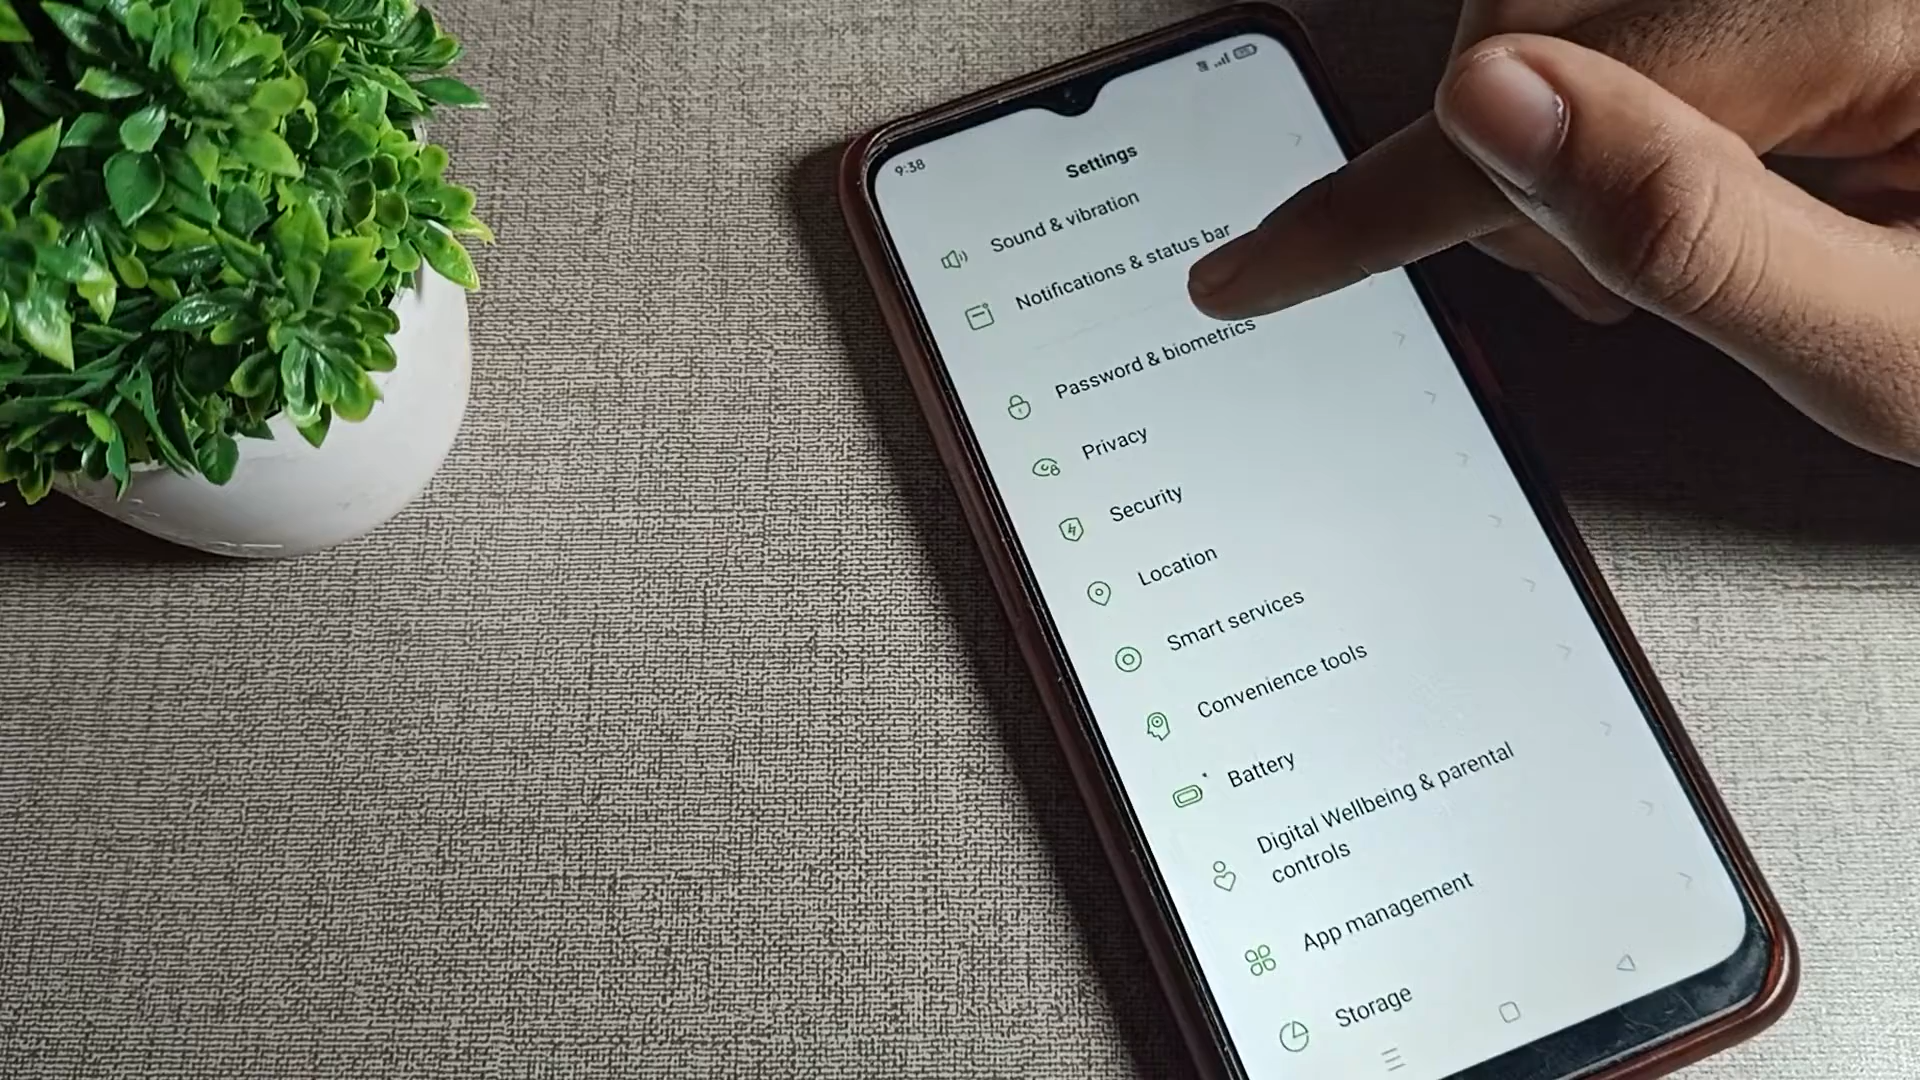 9:38
Settings
Sound & vibration
Notifications & status bar
Password & biometrics
Privacy
Security
Location
Smart services
Convenience tools
Battery
Digital Wellbeing & parental
controls
App management
Storage